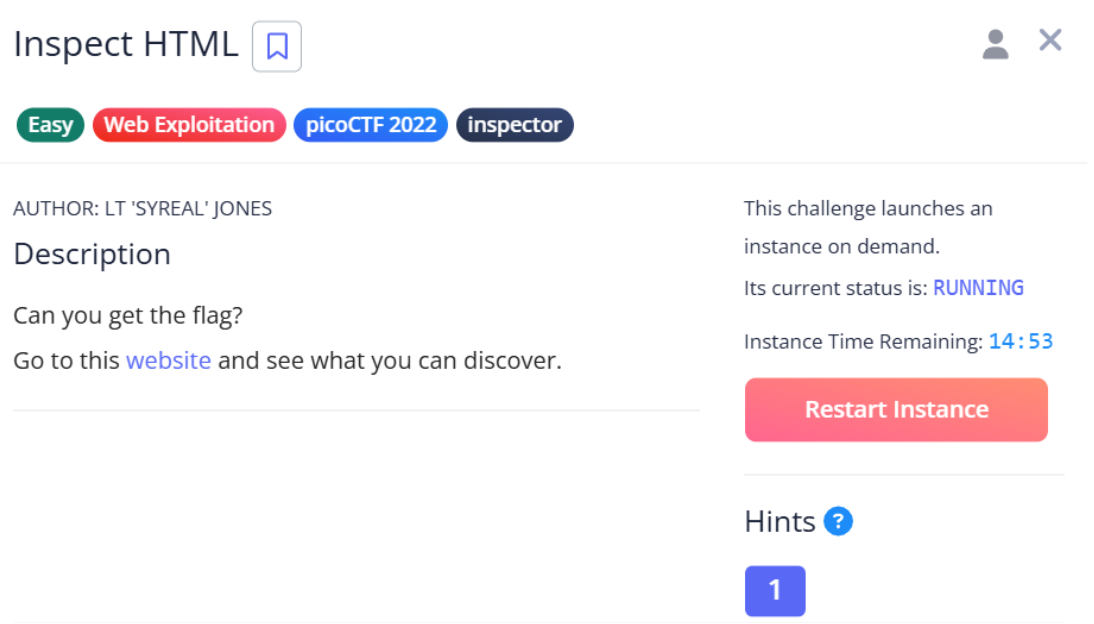 Inspect HTML
Easy Web Exploitation picoCTF 2022 inspector
AUTHOR: LT 'SYREAL' JONES
Description
Can you get the flag?
Go to this website and see what you can discover.
This challenge launches an
instance on demand.
Its current status is: RUNNING
Instance Time Remaining: 14:53
Restart Instance
Hints ?
1